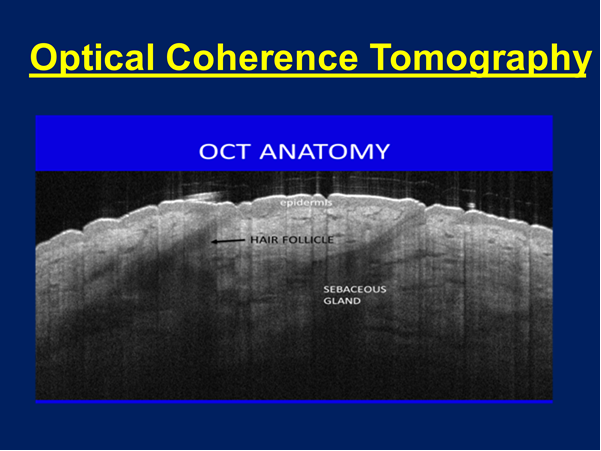 Optical Coherence Tomography
OCT ANATOMY
epidermis
HAIR FOLLICLE
SEBACEOUS
GLAND